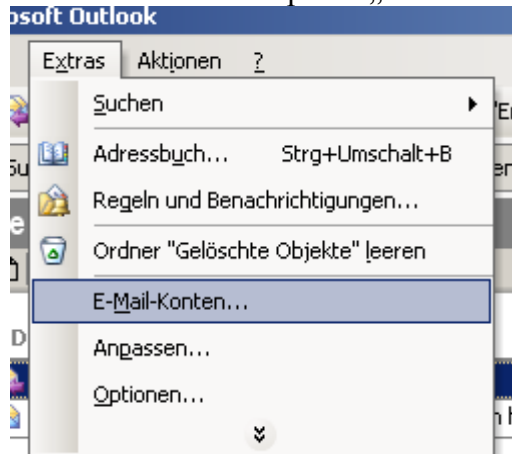 osoft Outlook
Extras Aktionen ?
Suchen
Adressbuch... Strg+Umschalt+B
Regeln und Benachrichtigungen...
Ordner "Gelöschte Objekte" leeren
E-Mail-Konten...
Anpassen...
Optionen...